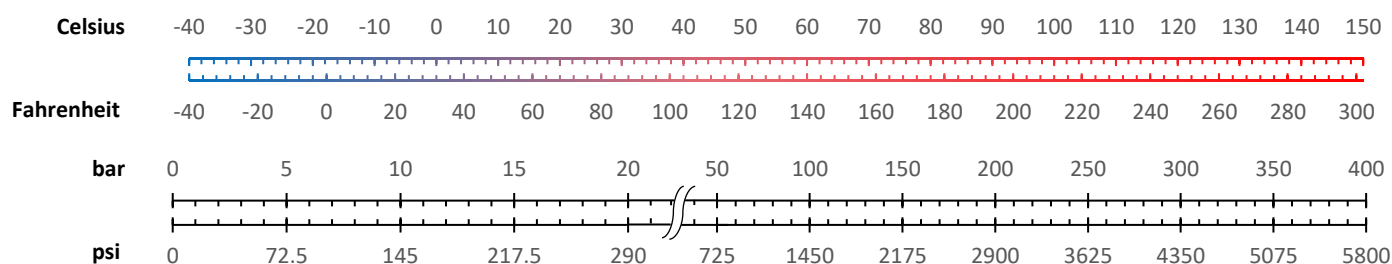 Celsius -40 -30 -20 -10 0 10 20 30 40 50 60 70 80 90 100 110 120 130 140 150
Fahrenheit -40 -20 0 20 40 60 80 100 120 140 160 180 200 220 240 260 280 300
bar 0 5 10 15 20 50 100 150 200 250 300 350 400
psi 0 72.5 145 217.5 290 725 1450 2175 2900 3625 4350 5075 5800